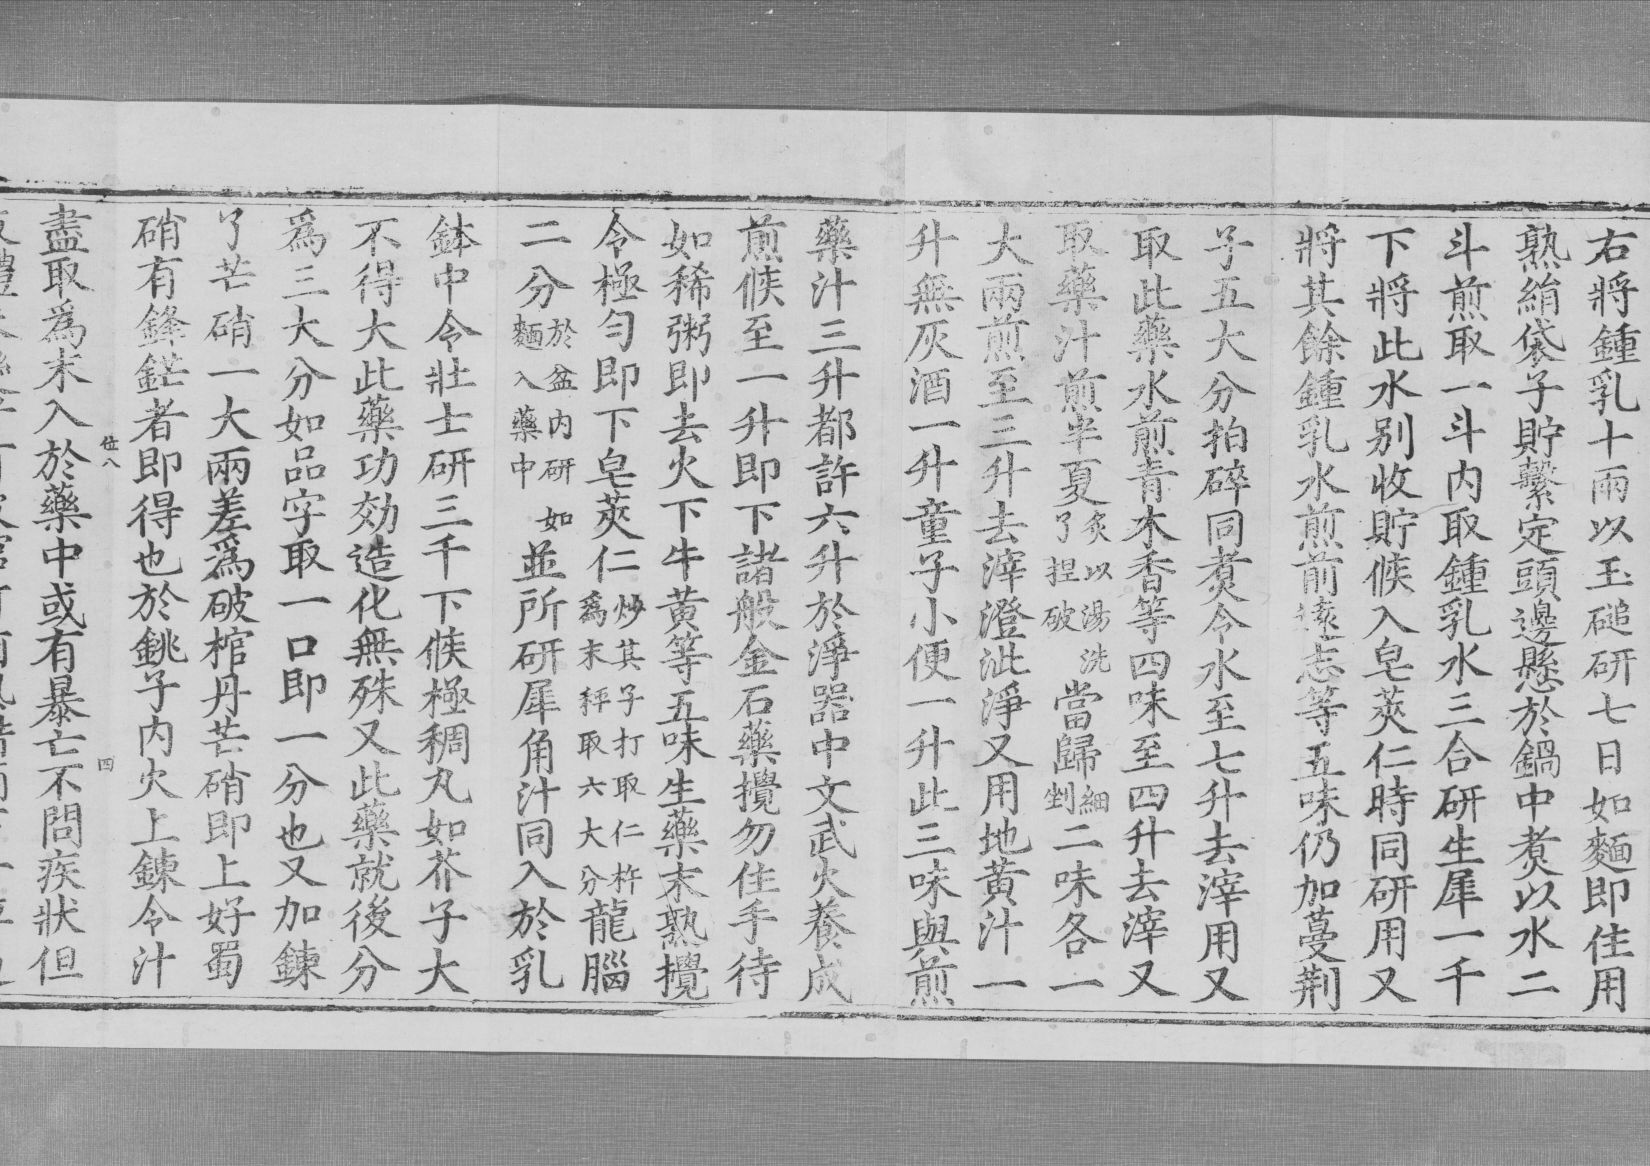 右將鍾乳十兩以玉磓研七日如麵即住用
熟絹袋子貯繫定頭邊懸於鍋中煑以水二
斗煎取一斗内取鍾乳水三合研生犀一千
下將此水别收貯候入皂莢仁時同研用又
將其餘鍾乳水煎前遠志等五味仍加蔓荆
子五大分拍碎同煑令水至七升去滓用又
取此藥水煎青木香等四味至四升去滓又
取藥汁煎半夏炙以湯洗了捏破當歸細剉二味各一
大兩煎至三升去滓澄泚淨又用地黄汁一
升無灰酒一升童子小便一升此三味與煎
藥汁三升都許六升於淨器中文武火養成
煎候至一升即下諸般金石藥攪勿住手待
如稀粥即去火下牛黄等五味生藥末熟攪
令極匀即下皂莢仁炒其子打取仁杵爲末秤取六大分龍腦
二分於盆内研如麵入藥中並所研犀角汁同入於乳
鉢中令壯士研三千下候極稠丸如芥子大
不得大此藥功効造化無殊又此藥就後分
爲三大分如品字取一口即一分也又加鍊
了芒硝一大兩差爲破棺丹芒硝即上好蜀
硝有鋒鋩者即得也於銚子内火上鍊令汁
位八 四
盡取爲末入於藥中或有暴亡不問疾狀但